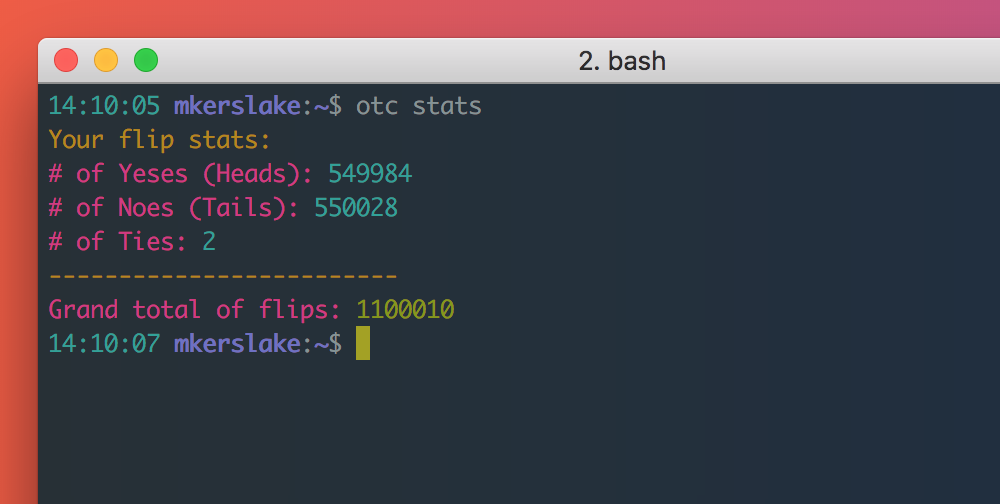 2. bash
14:10:05 mkerslake:~$ otc stats
Your flip stats:
# of Yeses (Heads): 549984
# of Noes (Tails): 550028
# of Ties: 2
-------------------------
Grand total of flips: 1100010
14:10:07 mkerslake:~$